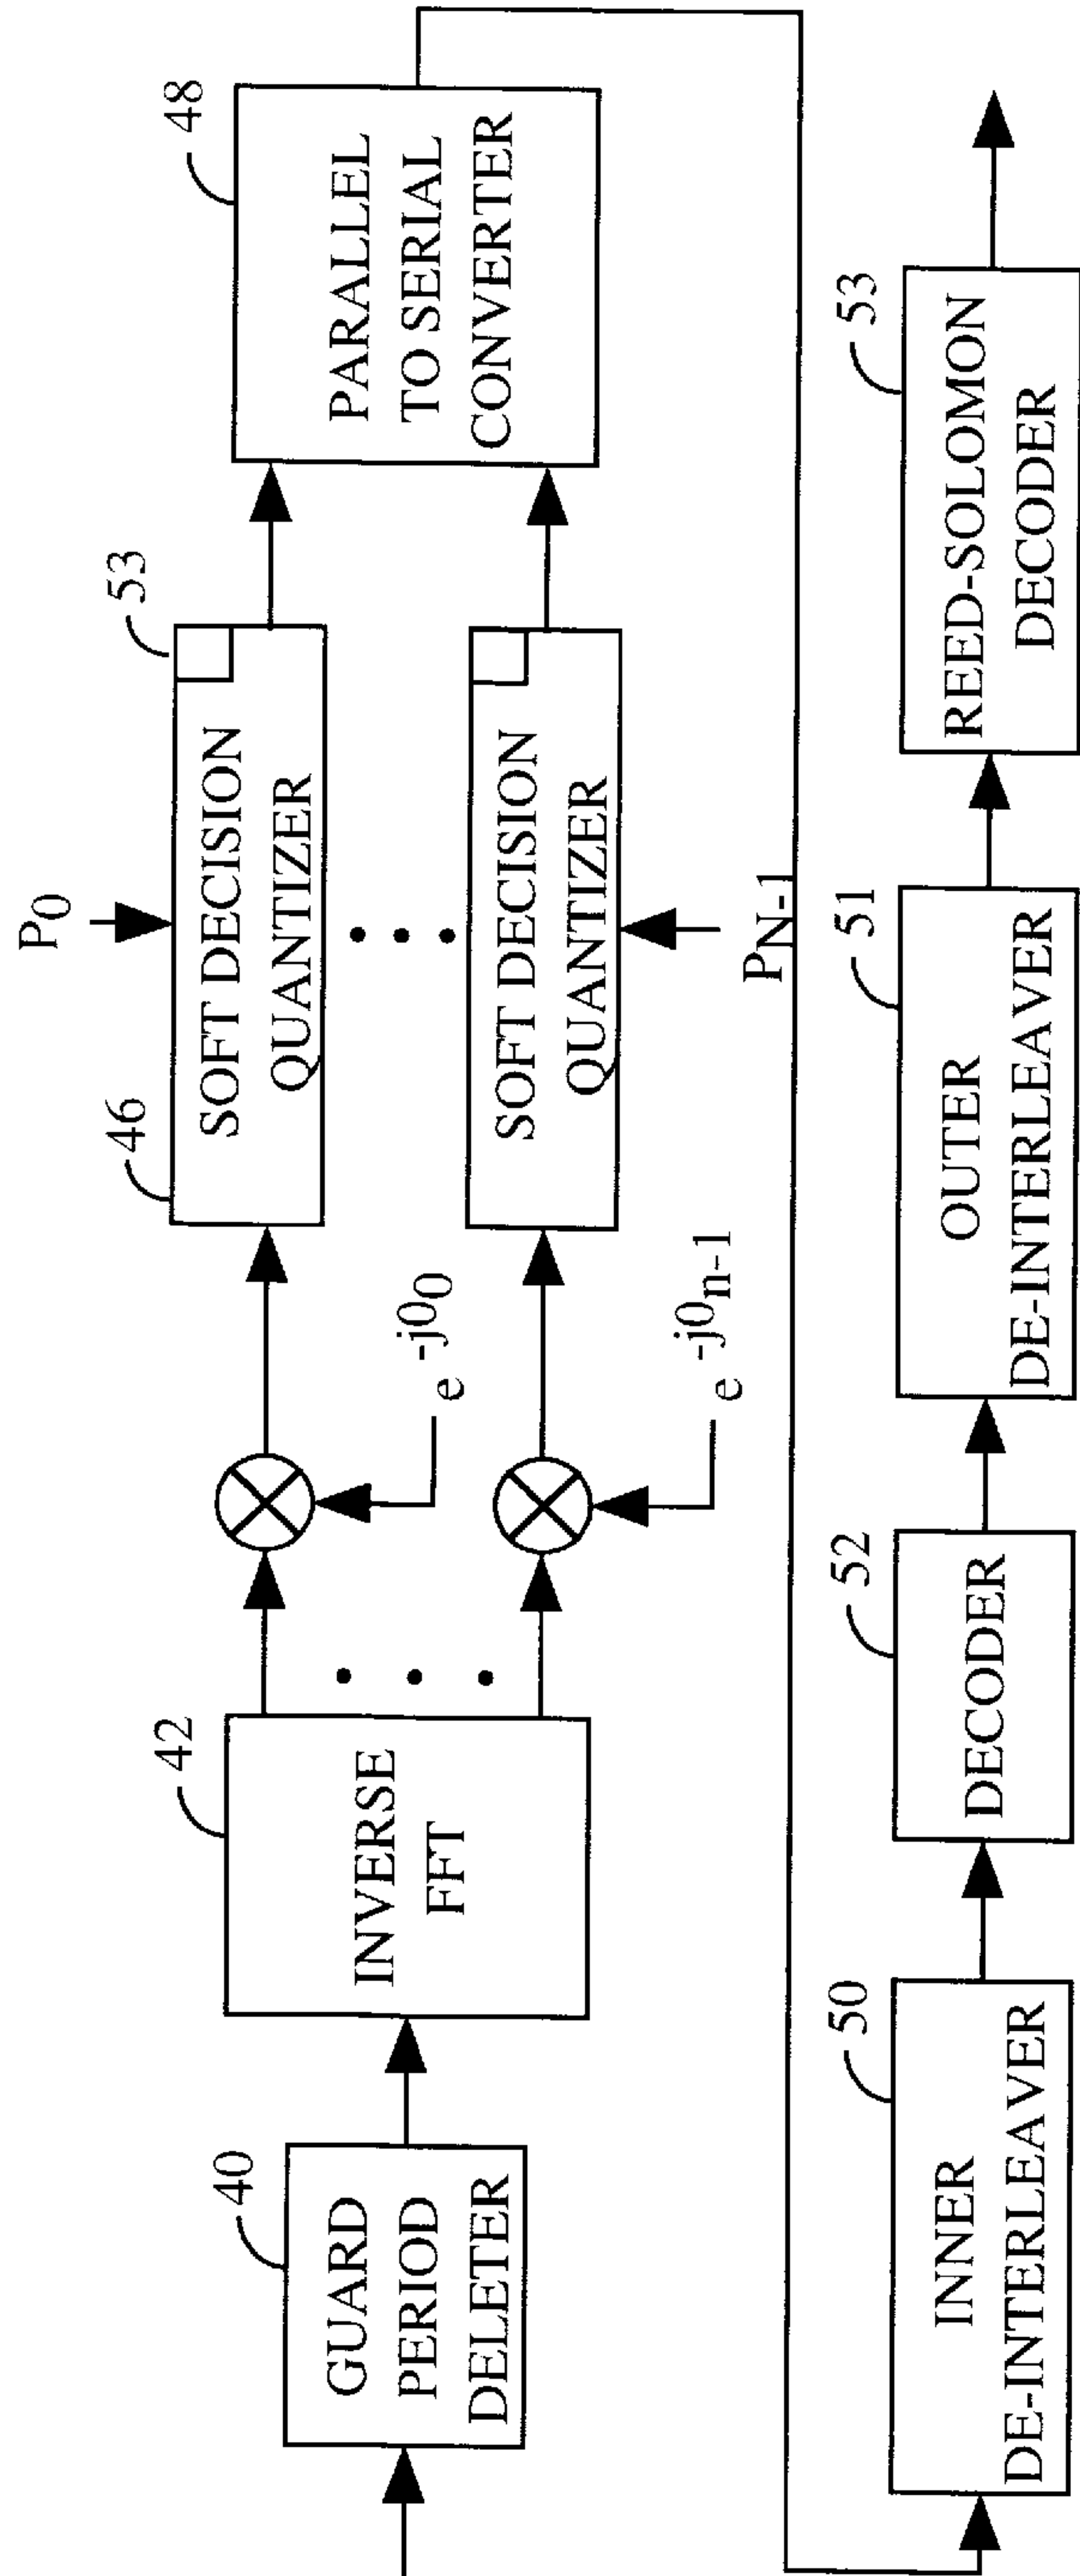 40
GUARD
PERIOD
DELETER
42
INVERSE
FFT
e -j0₀
e -j0ₙ₋₁
46
P₀
53
SOFT DECISION
QUANTIZER
SOFT DECISION
QUANTIZER
P_N-1
48
PARALLEL
TO SERIAL
CONVERTER
50
INNER
DE-INTERLEAVER
52
DECODER
51
OUTER
DE-INTERLEAVER
53
REED-SOLOMON
DECODER